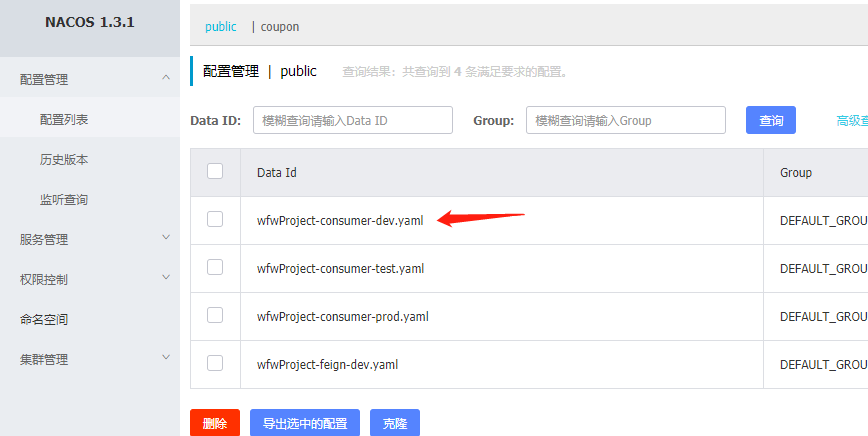 NACOS 1.3.1
配置管理
配置列表
历史版本
监听查询
服务管理
权限控制
命名空间
集群管理
public | coupon
配置管理 | public 查询结果：共查询到 4 条满足要求的配置。
Data ID: 模糊查询请输入Data ID Group: 模糊查询请输入Group 查询 高级查
Data Id Group
wfwProject-consumer-dev.yaml DEFAULT_GROU
wfwProject-consumer-test.yaml DEFAULT_GROU
wfwProject-consumer-prod.yaml DEFAULT_GROU
wfwProject-feign-dev.yaml DEFAULT_GROU
删除 导出选中的配置 克隆